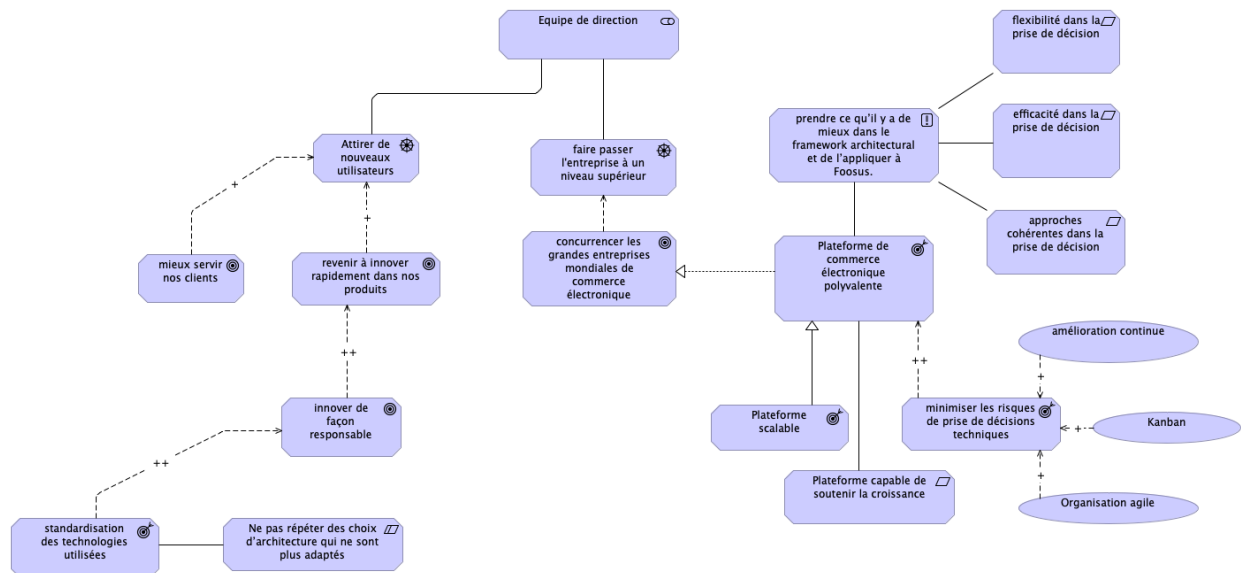 Equipe de direction
flexibilité dans la
prise de décision
efficacité dans la
prise de décision
prendre ce qu'il y a de
mieux dans le
framework architectural
et de l'appliquer à
Foosus.
Attirer de
nouveaux
utilisateurs
faire passer
l'entreprise à un
niveau supérieur
+
+
approches
cohérentes dans la
prise de décision
mieux servir
nos clients
revenir à innover
rapidement dans nos
produits
concurrencer les
grandes entreprises
mondiales de
commerce
électronique
Plateforme de
commerce
électronique
polyvalente
amélioration continue
++
++
+
innover de
façon
responsable
Plateforme
scalable
minimiser les risques
de prise de décisions
techniques
+
Kanban
++
Plateforme capable de
soutenir la croissance
+
Organisation agile
standardisation
des technologies
utilisées
Ne pas répéter des choix
d'architecture qui ne sont
plus adaptés